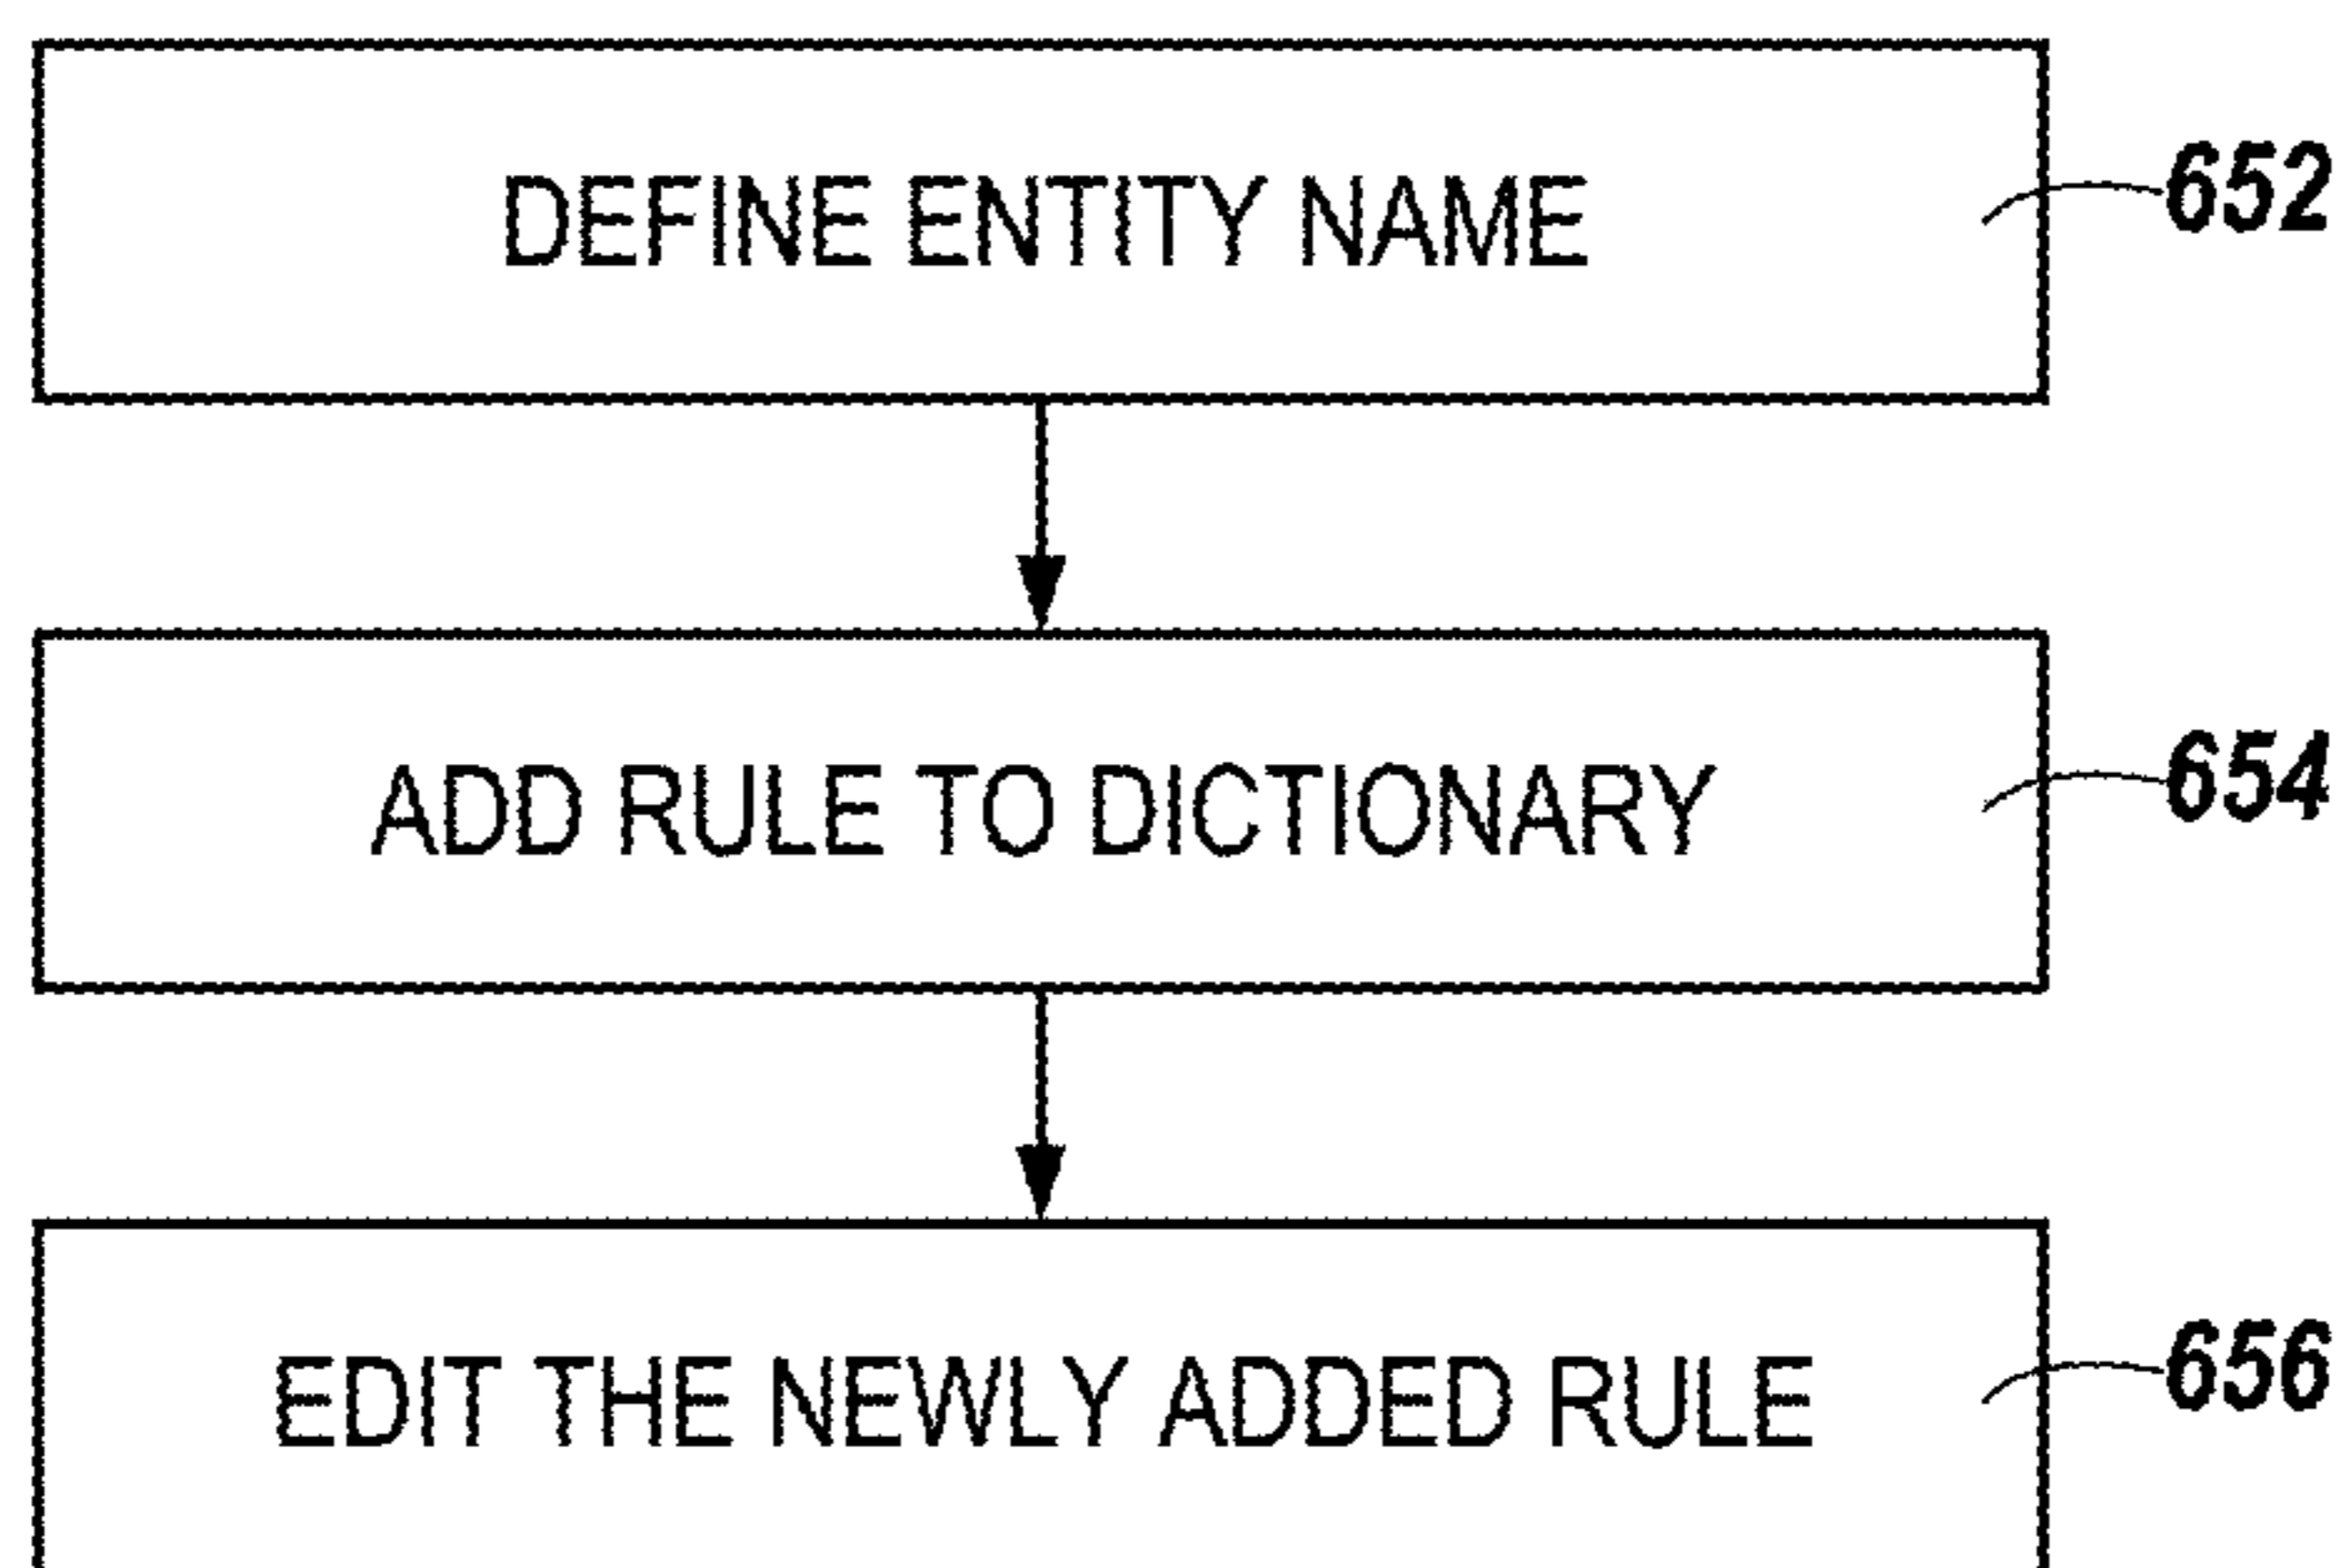 DEFINE ENTITY NAME
652
ADD RULE TO DICTIONARY
654
EDIT THE NEWLY ADDED RULE
656